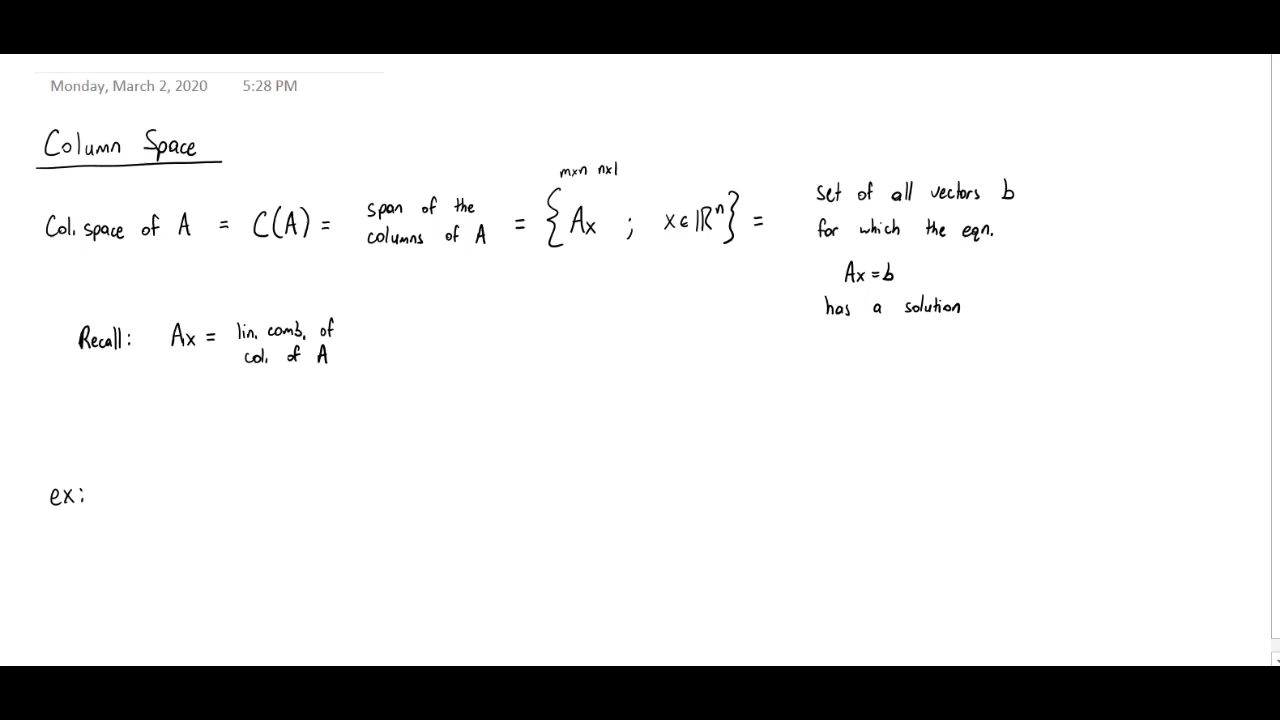 Monday, March 2, 2020 5:28 PM
Column Space
mxn nx1
Col. space of A = C(A) = span of the columns of A = { Ax ; x ∈ ℝⁿ } = set of all vectors b
for which the eqn.
Ax = b
has a solution
Recall: Ax = lin. comb. of
col. of A
ex: